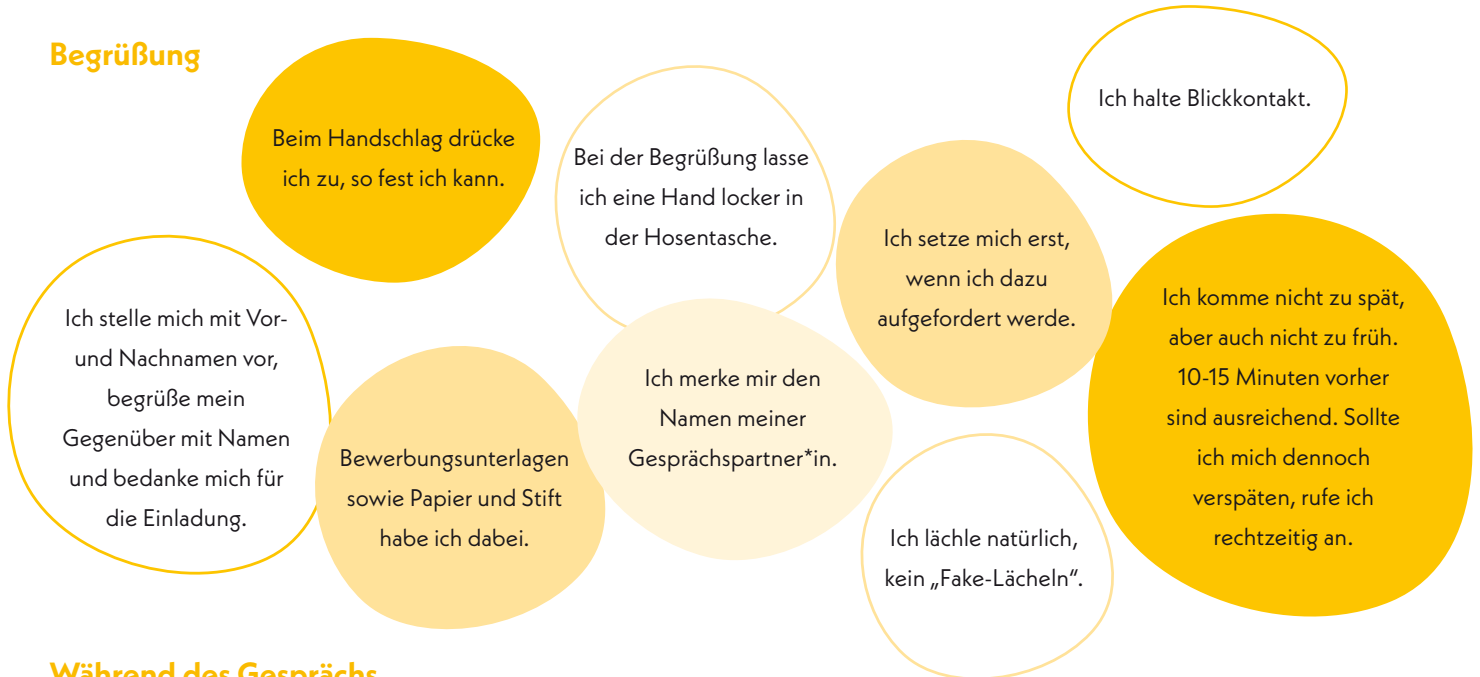 Begrüßung
Beim Handschlag drücke
ich zu, so fest ich kann.
Bei der Begrüßung lasse
ich eine Hand locker in
der Hosentasche.
Ich halte Blickkontakt.
Ich setze mich erst,
wenn ich dazu
aufgefordert werde.
Ich stelle mich mit Vor-
und Nachnamen vor,
begrüße mein
Gegenüber mit Namen
und bedanke mich für
die Einladung.
Bewerbungsunterlagen
sowie Papier und Stift
habe ich dabei.
Ich merke mir den
Namen meiner
Gesprächspartner*in.
Ich komme nicht zu spät,
aber auch nicht zu früh.
10-15 Minuten vorher
sind ausreichend. Sollte
ich mich dennoch
verspäten, rufe ich
rechtzeitig an.
Ich lächle natürlich,
kein „Fake-Lächeln“.
Während des Gesprächs